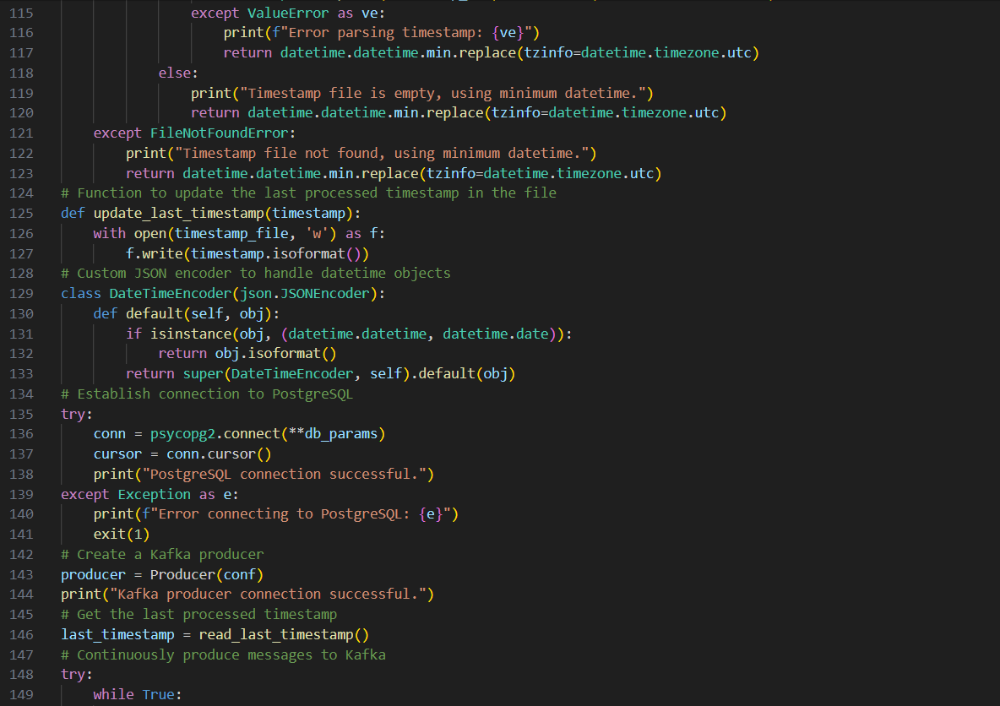 115 except ValueError as ve:
116 print(f"Error parsing timestamp: {ve}")
117 return datetime.datetime.min.replace(tzinfo=datetime.timezone.utc)
118 else:
119 print("Timestamp file is empty, using minimum datetime.")
120 return datetime.datetime.min.replace(tzinfo=datetime.timezone.utc)
121 except FileNotFoundError:
122 print("Timestamp file not found, using minimum datetime.")
123 return datetime.datetime.min.replace(tzinfo=datetime.timezone.utc)
124 # Function to update the last processed timestamp in the file
125 def update_last_timestamp(timestamp):
126 with open(timestamp_file, 'w') as f:
127 f.write(timestamp.isoformat())
128 # Custom JSON encoder to handle datetime objects
129 class DateTimeEncoder(json.JSONEncoder):
130 def default(self, obj):
131 if isinstance(obj, (datetime.datetime, datetime.date)):
132 return obj.isoformat()
133 return super(DateTimeEncoder, self).default(obj)
134 # Establish connection to PostgreSQL
135 try:
136 conn = psycopg2.connect(**db_params)
137 cursor = conn.cursor()
138 print("PostgreSQL connection successful.")
139 except Exception as e:
140 print(f"Error connecting to PostgreSQL: {e}")
141 exit(1)
142 # Create a Kafka producer
143 producer = Producer(conf)
144 print("Kafka producer connection successful.")
145 # Get the last processed timestamp
146 last_timestamp = read_last_timestamp()
147 # Continuously produce messages to Kafka
148 try:
149 while True: